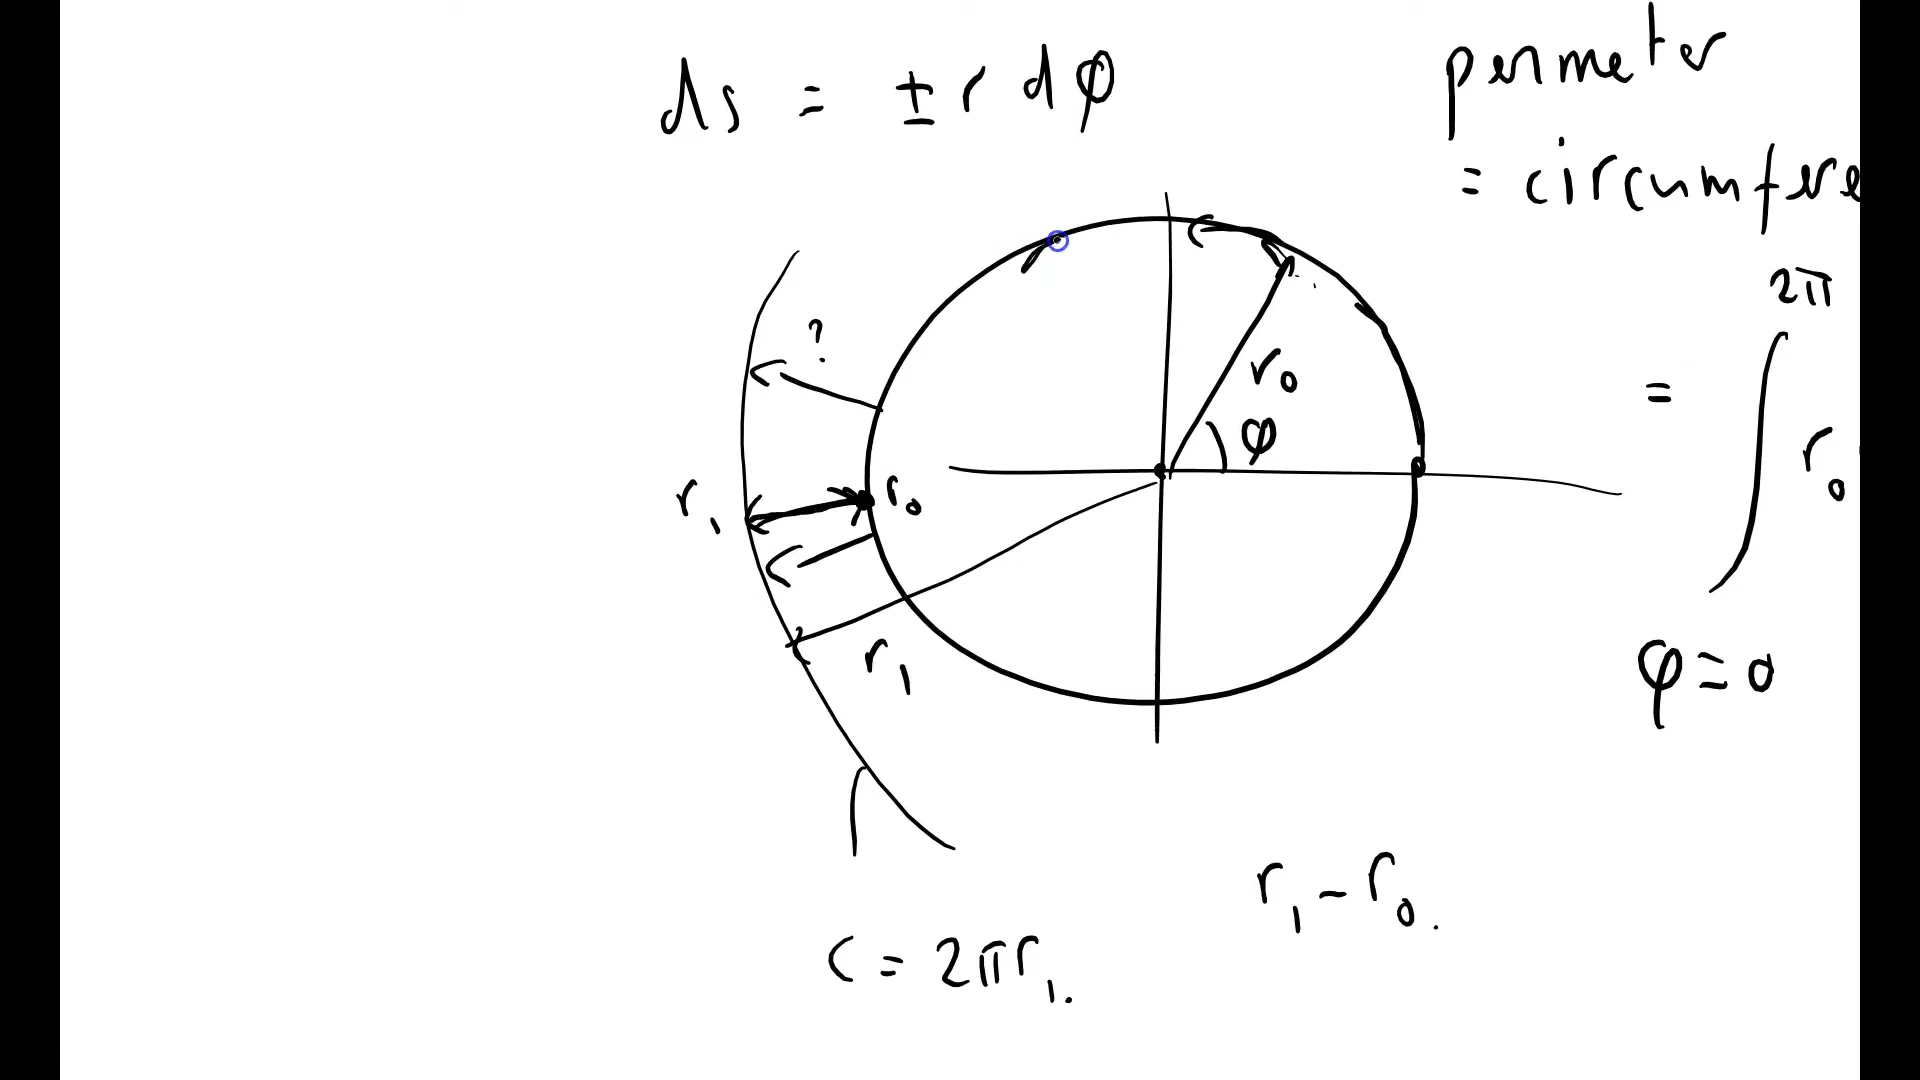 ds = ± r dφ
perimeter
= circumfere
2π
= ∫ r₀
φ = 0
?
r₀
φ
r₁
r₀
r₁
r₁ - r₀.
C = 2πr₁.